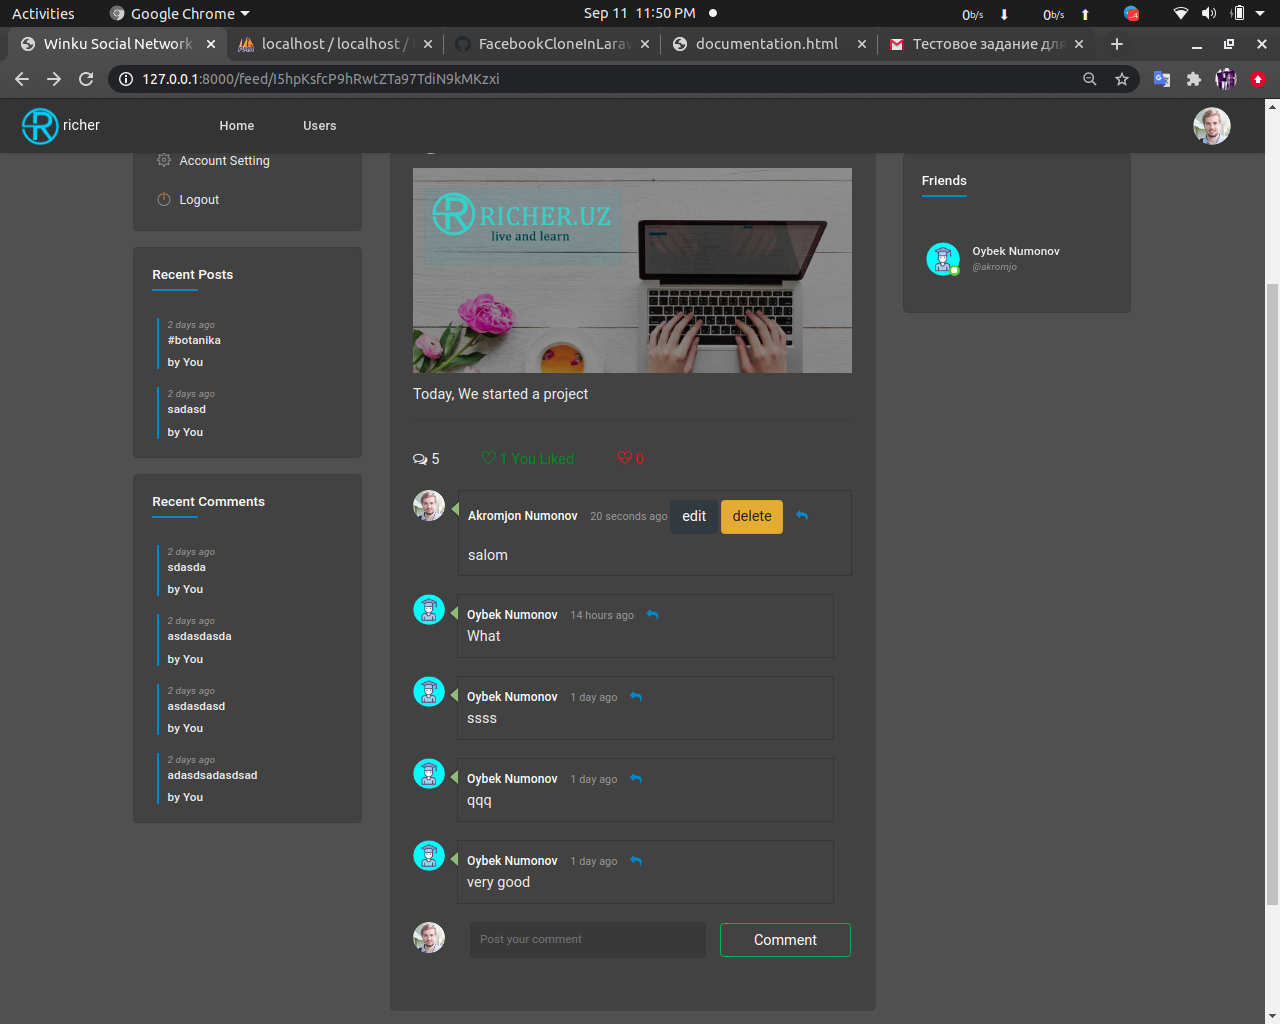 Activities
Google Chrome
Sep 11 11:50 PM
0b/s
0b/s
Winku Social Network
localhost / localhost /
FacebookCloneInLarav
documentation.html
Тестовое задание для
127.0.0.1:8000/feed/I5hpKsfcP9hRwtZTa97TdiN9kMKzxi
richer
Home
Users
Account Setting
Logout
Recent Posts
2 days ago
#botanika
by You
2 days ago
sadasd
by You
Recent Comments
2 days ago
sdasda
by You
2 days ago
asdasdasda
by You
2 days ago
asdasdasd
by You
2 days ago
adasdsadasdsad
by You
RICHER.UZ
live and learn
Today, We started a project
5
1 You Liked
0
Akromjon Numonov 20 seconds ago edit delete
salom
Oybek Numonov 14 hours ago
What
Oybek Numonov 1 day ago
ssss
Oybek Numonov 1 day ago
qqq
Oybek Numonov 1 day ago
very good
Post your comment
Comment
Friends
Oybek Numonov
@akromjo